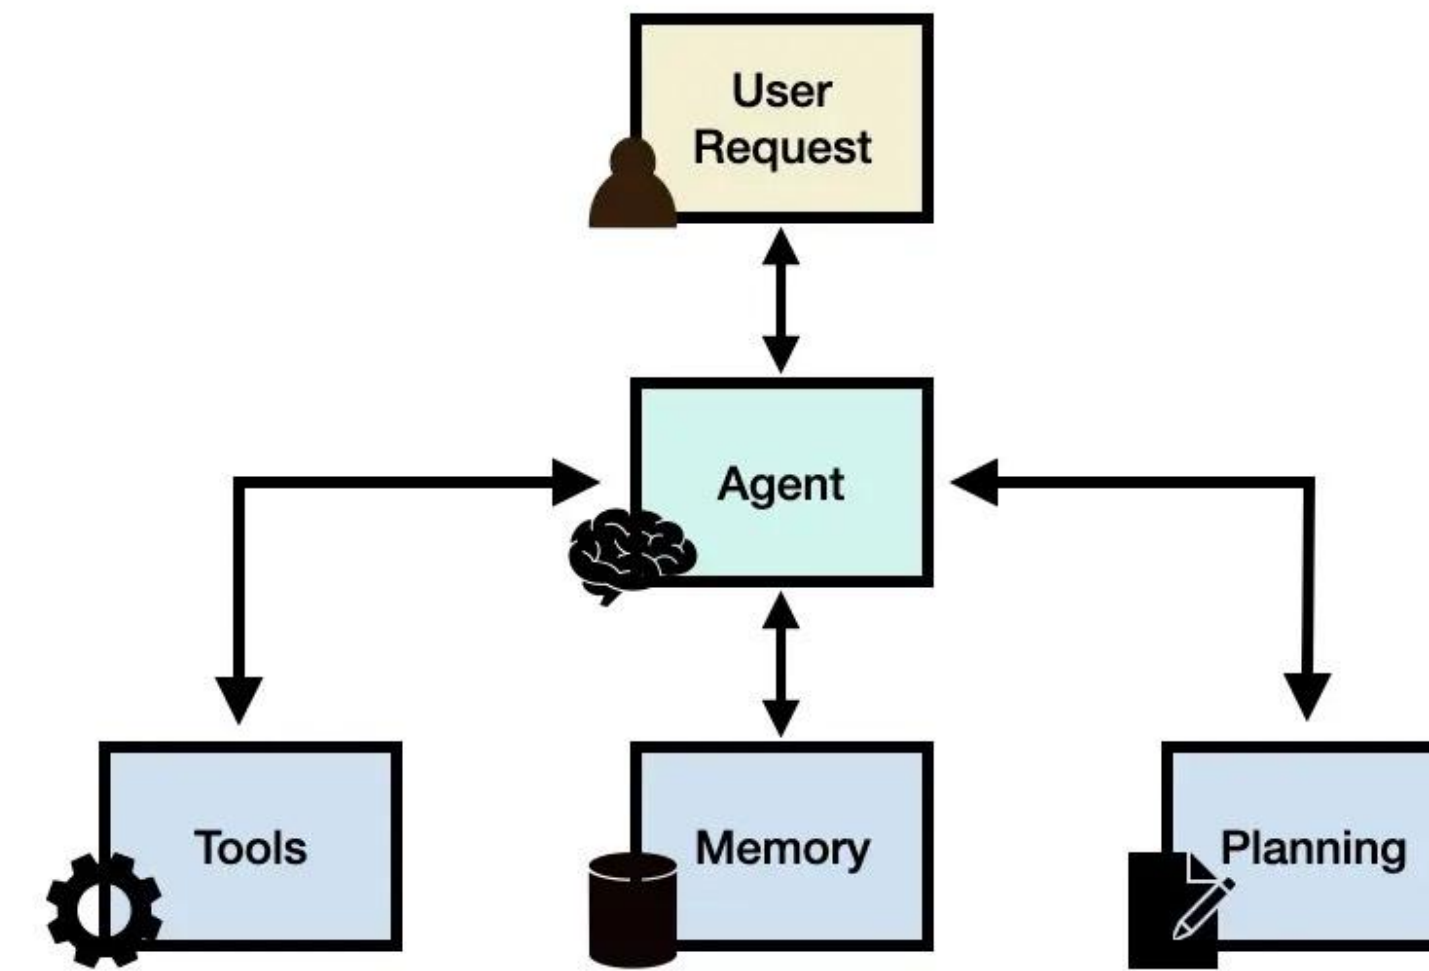 User
Request
Agent
Tools
Memory
Planning